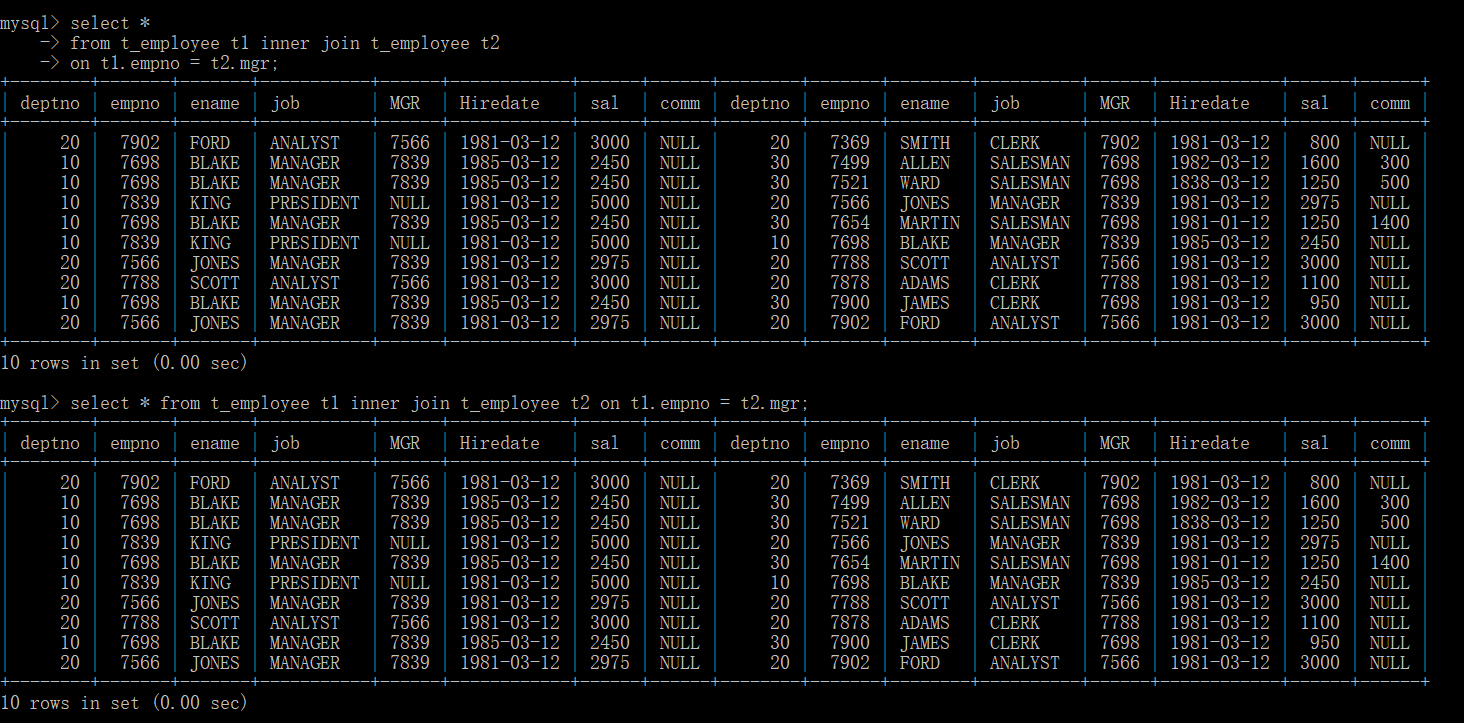 mysql> select *
    -> from t_employee t1 inner join t_employee t2
    -> on t1.empno = t2.mgr;
+--------+-------+-------+-----------+------+------------+------+------+--------+-------+--------+-----------+------+------------+------+------+
| deptno | empno | ename | job       | MGR  | Hiredate   | sal  | comm | deptno | empno | ename  | job       | MGR  | Hiredate   | sal  | comm |
+--------+-------+-------+-----------+------+------------+------+------+--------+-------+--------+-----------+------+------------+------+------+
|     20 |  7902 | FORD  | ANALYST   | 7566 | 1981-03-12 | 3000 | NULL |     20 |  7369 | SMITH  | CLERK     | 7902 | 1981-03-12 |  800 | NULL |
|     10 |  7698 | BLAKE | MANAGER   | 7839 | 1985-03-12 | 2450 | NULL |     30 |  7499 | ALLEN  | SALESMAN  | 7698 | 1982-03-12 | 1600 |  300 |
|     10 |  7698 | BLAKE | MANAGER   | 7839 | 1985-03-12 | 2450 | NULL |     30 |  7521 | WARD   | SALESMAN  | 7698 | 1838-03-12 | 1250 |  500 |
|     10 |  7839 | KING  | PRESIDENT | NULL | 1981-03-12 | 5000 | NULL |     20 |  7566 | JONES  | MANAGER   | 7839 | 1981-03-12 | 2975 | NULL |
|     10 |  7698 | BLAKE | MANAGER   | 7839 | 1985-03-12 | 2450 | NULL |     30 |  7654 | MARTIN | SALESMAN  | 7698 | 1981-01-12 | 1250 | 1400 |
|     10 |  7839 | KING  | PRESIDENT | NULL | 1981-03-12 | 5000 | NULL |     10 |  7698 | BLAKE  | MANAGER   | 7839 | 1985-03-12 | 2450 | NULL |
|     20 |  7566 | JONES | MANAGER   | 7839 | 1981-03-12 | 2975 | NULL |     20 |  7788 | SCOTT  | ANALYST   | 7566 | 1981-03-12 | 3000 | NULL |
|     20 |  7788 | SCOTT | ANALYST   | 7566 | 1981-03-12 | 3000 | NULL |     20 |  7878 | ADAMS  | CLERK     | 7788 | 1981-03-12 | 1100 | NULL |
|     10 |  7698 | BLAKE | MANAGER   | 7839 | 1985-03-12 | 2450 | NULL |     30 |  7900 | JAMES  | CLERK     | 7698 | 1981-03-12 |  950 | NULL |
|     20 |  7566 | JONES | MANAGER   | 7839 | 1981-03-12 | 2975 | NULL |     20 |  7902 | FORD   | ANALYST   | 7566 | 1981-03-12 | 3000 | NULL |
+--------+-------+-------+-----------+------+------------+------+------+--------+-------+--------+-----------+------+------------+------+------+
10 rows in set (0.00 sec)
mysql> select * from t_employee t1 inner join t_employee t2 on t1.empno = t2.mgr;
+--------+-------+-------+-----------+------+------------+------+------+--------+-------+--------+-----------+------+------------+------+------+
| deptno | empno | ename | job       | MGR  | Hiredate   | sal  | comm | deptno | empno | ename  | job       | MGR  | Hiredate   | sal  | comm |
+--------+-------+-------+-----------+------+------------+------+------+--------+-------+--------+-----------+------+------------+------+------+
|     20 |  7902 | FORD  | ANALYST   | 7566 | 1981-03-12 | 3000 | NULL |     20 |  7369 | SMITH  | CLERK     | 7902 | 1981-03-12 |  800 | NULL |
|     10 |  7698 | BLAKE | MANAGER   | 7839 | 1985-03-12 | 2450 | NULL |     30 |  7499 | ALLEN  | SALESMAN  | 7698 | 1982-03-12 | 1600 |  300 |
|     10 |  7698 | BLAKE | MANAGER   | 7839 | 1985-03-12 | 2450 | NULL |     30 |  7521 | WARD   | SALESMAN  | 7698 | 1838-03-12 | 1250 |  500 |
|     10 |  7839 | KING  | PRESIDENT | NULL | 1981-03-12 | 5000 | NULL |     20 |  7566 | JONES  | MANAGER   | 7839 | 1981-03-12 | 2975 | NULL |
|     10 |  7698 | BLAKE | MANAGER   | 7839 | 1985-03-12 | 2450 | NULL |     30 |  7654 | MARTIN | SALESMAN  | 7698 | 1981-01-12 | 1250 | 1400 |
|     10 |  7839 | KING  | PRESIDENT | NULL | 1981-03-12 | 5000 | NULL |     10 |  7698 | BLAKE  | MANAGER   | 7839 | 1985-03-12 | 2450 | NULL |
|     20 |  7566 | JONES | MANAGER   | 7839 | 1981-03-12 | 2975 | NULL |     20 |  7788 | SCOTT  | ANALYST   | 7566 | 1981-03-12 | 3000 | NULL |
|     20 |  7788 | SCOTT | ANALYST   | 7566 | 1981-03-12 | 3000 | NULL |     20 |  7878 | ADAMS  | CLERK     | 7788 | 1981-03-12 | 1100 | NULL |
|     10 |  7698 | BLAKE | MANAGER   | 7839 | 1985-03-12 | 2450 | NULL |     30 |  7900 | JAMES  | CLERK     | 7698 | 1981-03-12 |  950 | NULL |
|     20 |  7566 | JONES | MANAGER   | 7839 | 1981-03-12 | 2975 | NULL |     20 |  7902 | FORD   | ANALYST   | 7566 | 1981-03-12 | 3000 | NULL |
+--------+-------+-------+-----------+------+------------+------+------+--------+-------+--------+-----------+------+------------+------+------+
10 rows in set (0.00 sec)